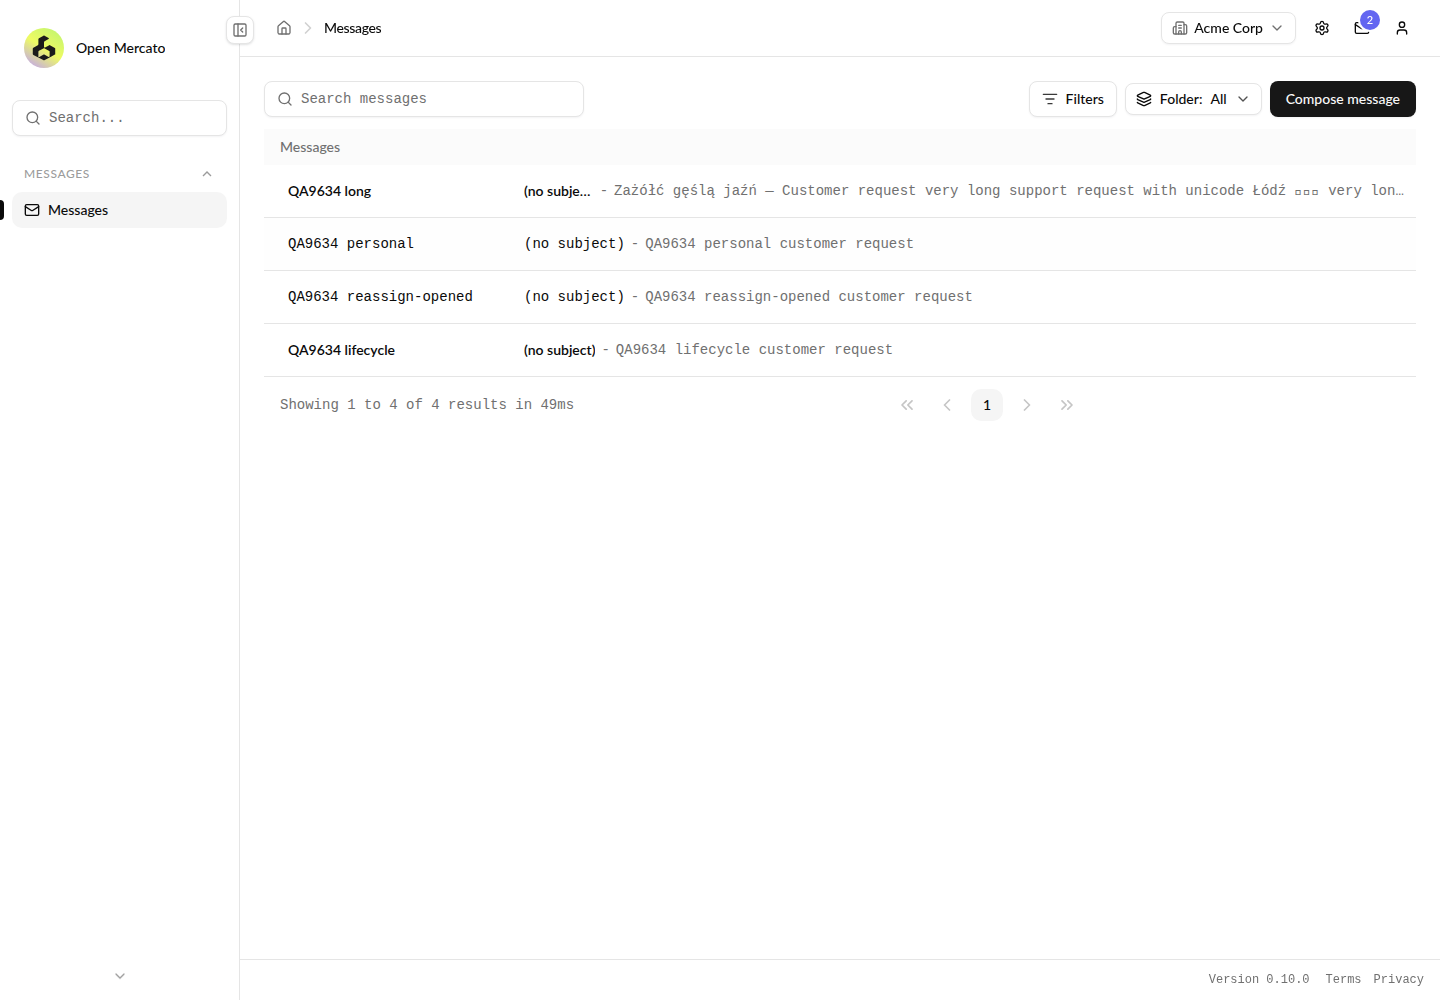 Open Mercato
Messages
Acme Corp
2
Search...
Search messages
Filters
Folder: All
Compose message
MESSAGES
Messages
Messages
QA9634 long (no subje... - Zażółć gęślą jaźń — Customer request very long support request with unicode Łódź very lon…
QA9634 personal (no subject) - QA9634 personal customer request
QA9634 reassign-opened (no subject) - QA9634 reassign-opened customer request
QA9634 lifecycle (no subject) - QA9634 lifecycle customer request
Showing 1 to 4 of 4 results in 49ms
1
Version 0.10.0 Terms Privacy